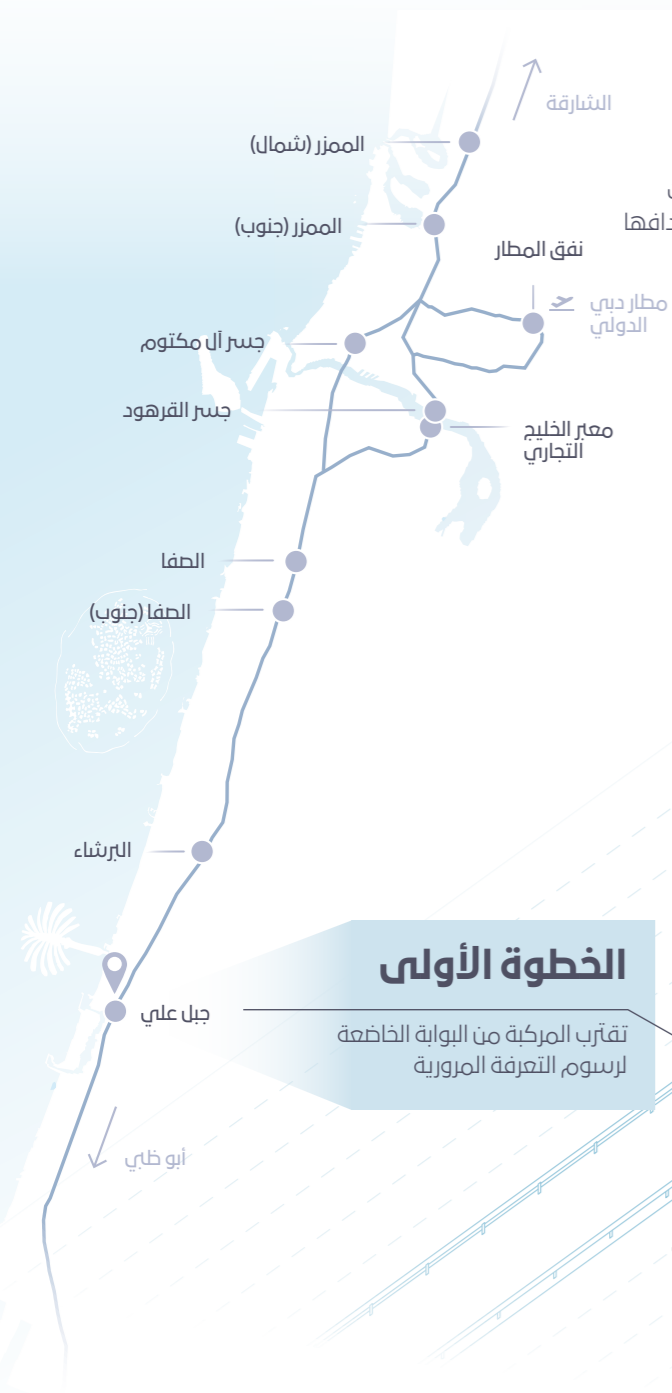 الشارقة
الممزر (شمال)
دافها
الممزر (جنوب)
نفق المطار
مطار دبي
الدولي
جسر آل مكتوم
جسر القرهود
معبر الخليج
التجاري
الصفا
الصفا (جنوب)
البرشاء
الخطوة الأولى
جبل علي
تقترب المركبة من البوابة الخاضعة
لرسوم التعرفة المرورية
أبو ظبي